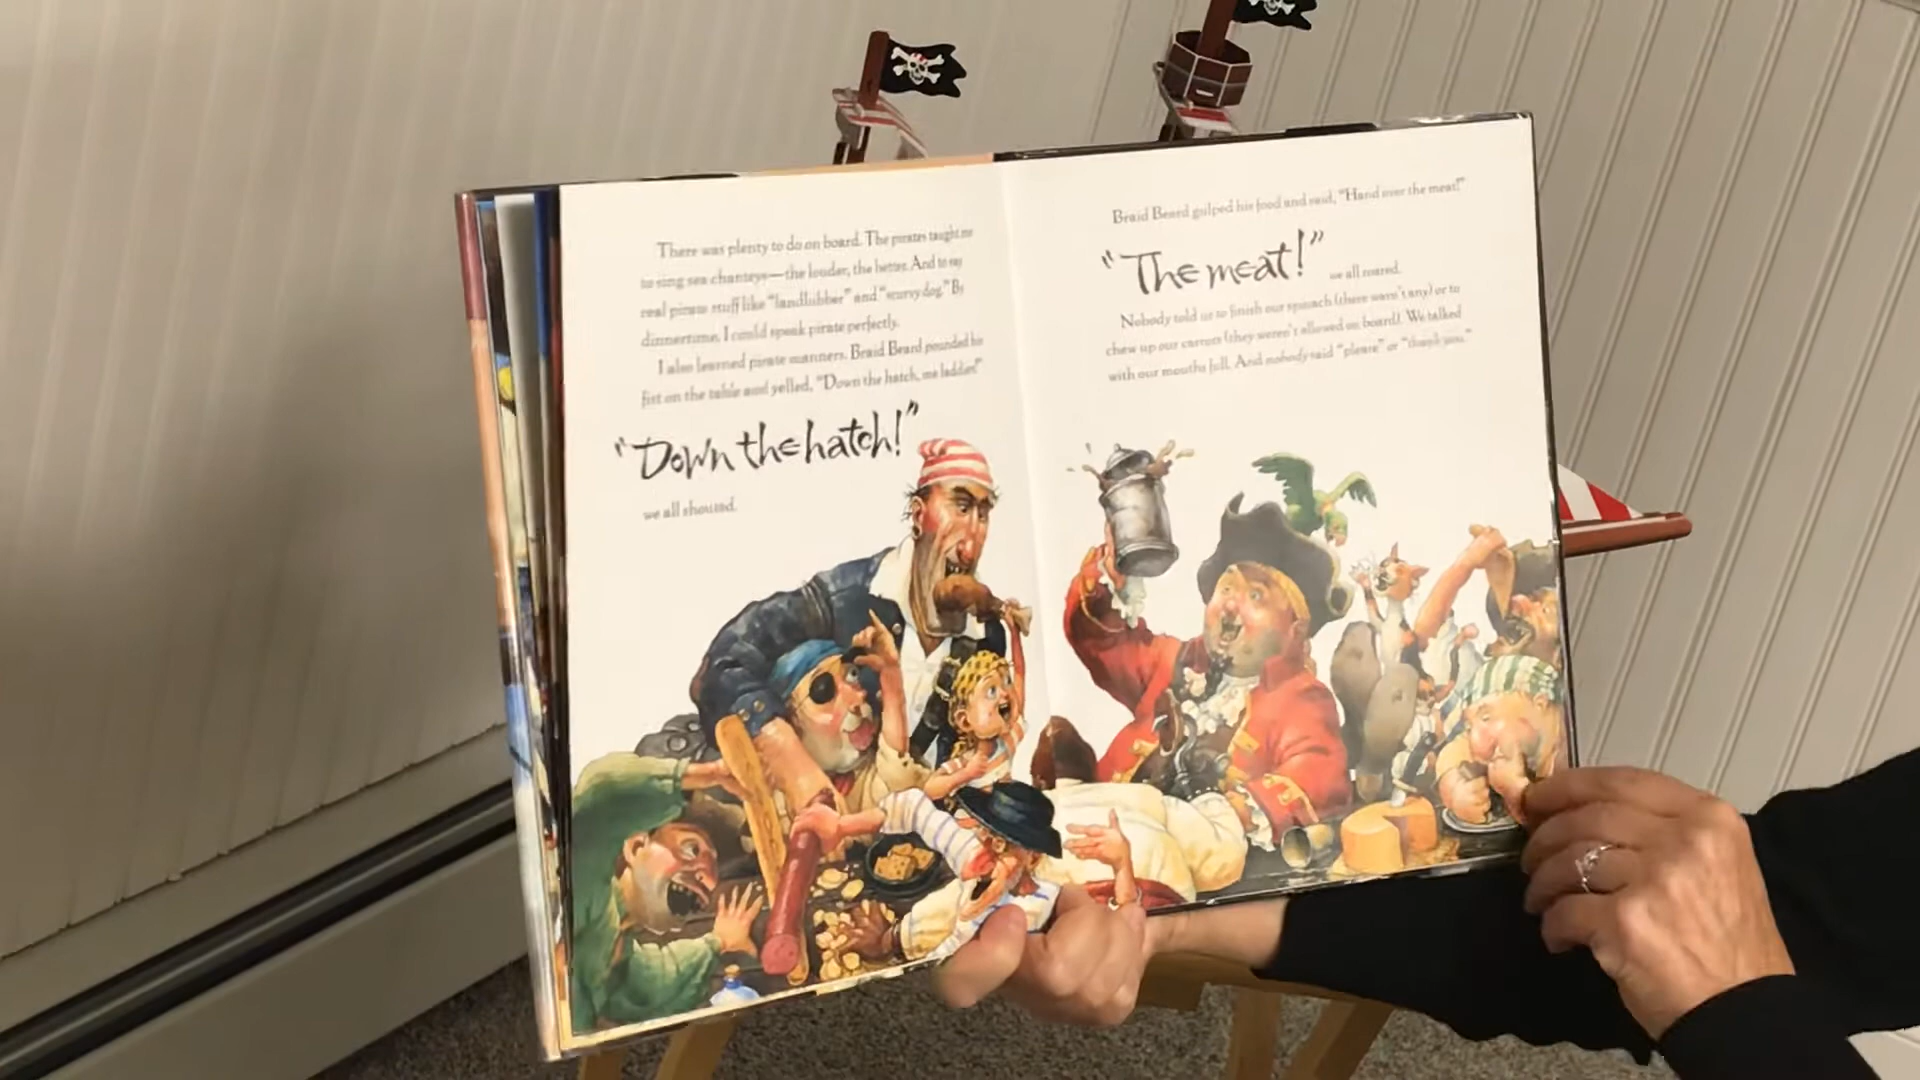 There was plenty to do on board. The pirates taught me
to sing sea chanteys—the louder, the better. And to say
real pirate stuff like "landlubber" and "scurvy dog." By
dinnertime, I could speak pirate perfectly.
I also learned pirate manners. Braid Beard pounded his
fist on the table and yelled, "Down the hatch, me laddies!"
"Down the hatch!"
we all shouted.
Braid Beard gulped his food and said, "Hand over the meat!"
"The meat!" we all roared.
Nobody told us to finish our spinach (there wasn't any) or to
chew up our carrots (they weren't allowed on board). We talked
with our mouths full. And nobody said "please" or "thank you."